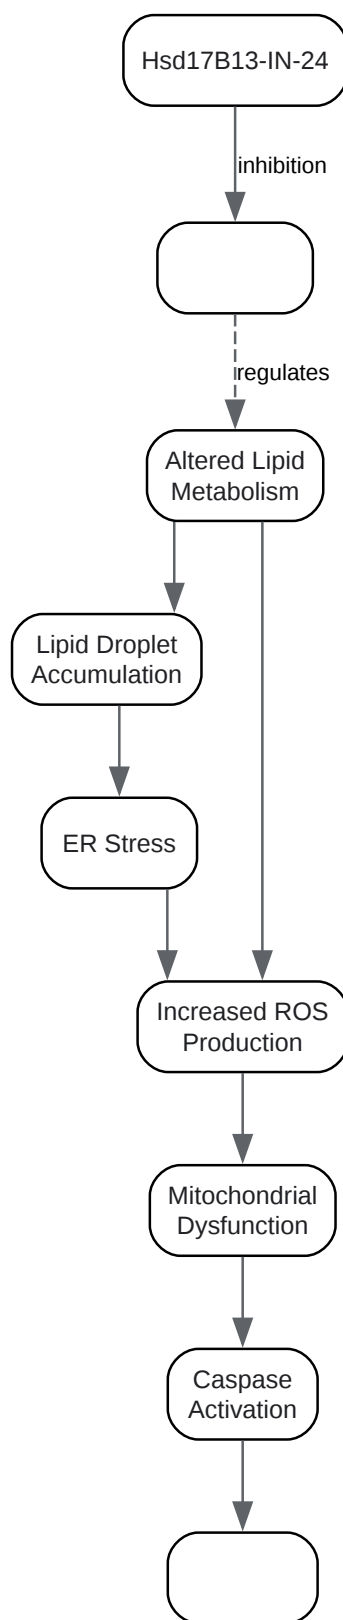 Hsd17B13-IN-24
inhibition
regulates
Altered Lipid
Metabolism
Lipid Droplet
Accumulation
ER Stress
Increased ROS
Production
Mitochondrial
Dysfunction
Caspase
Activation